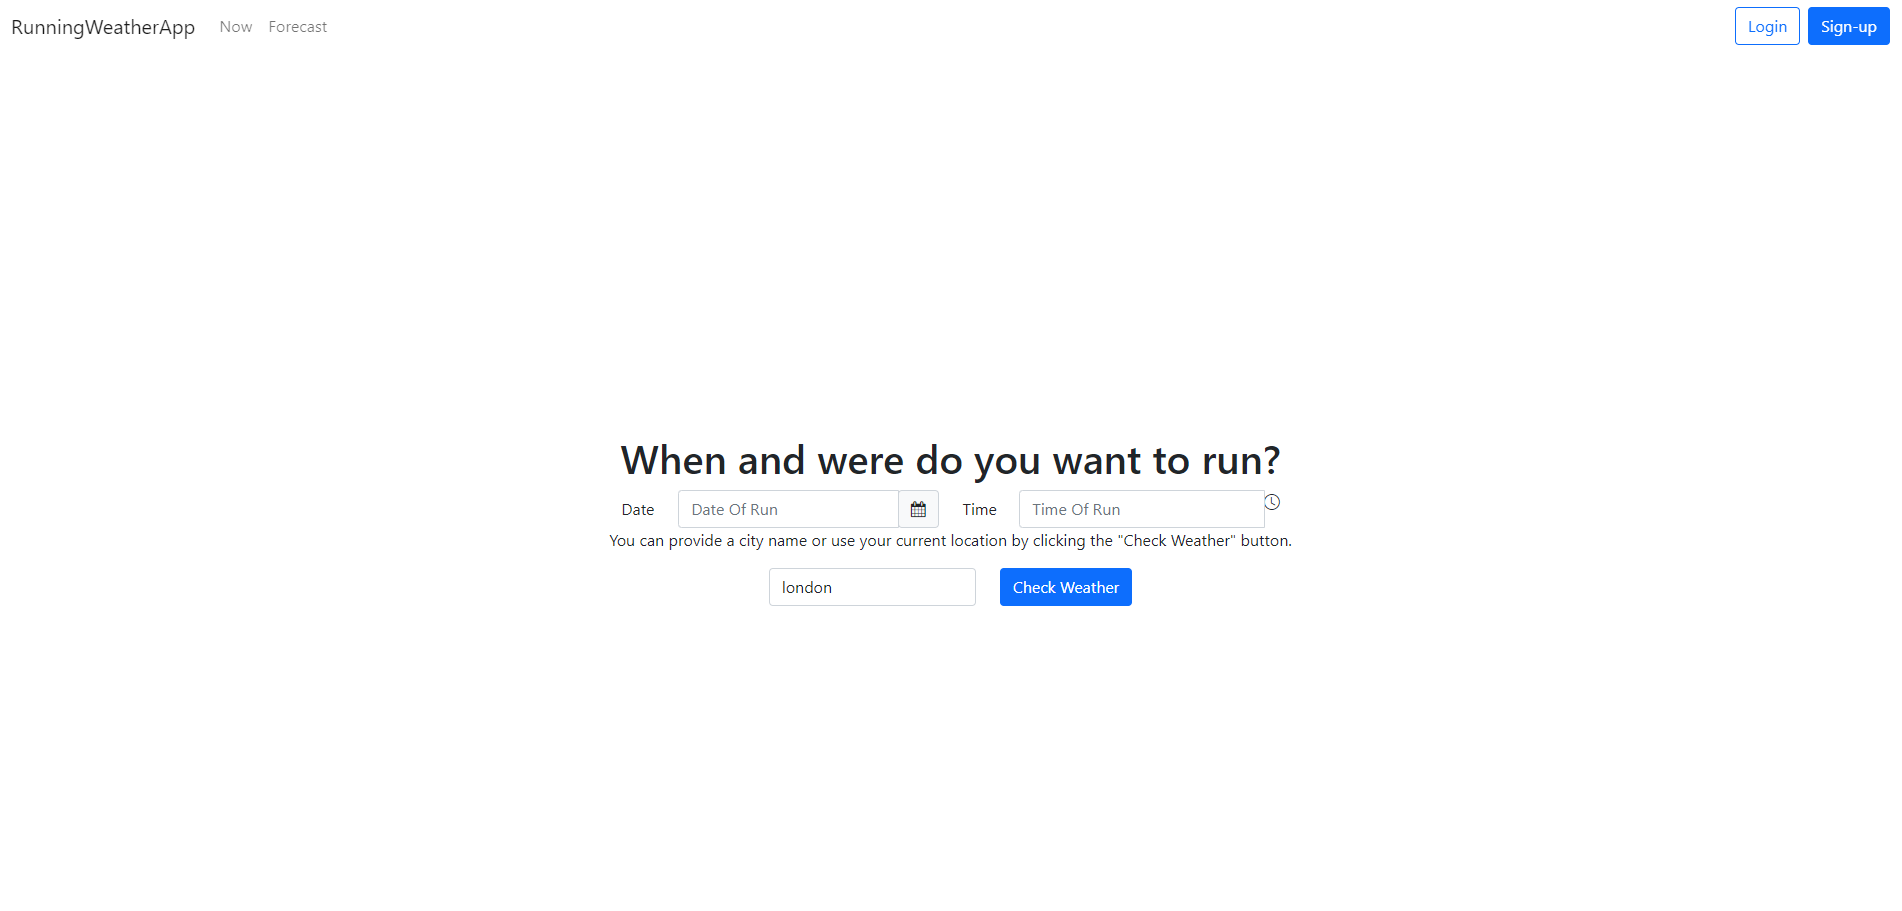 RunningWeatherApp Now Forecast Login Sign-up
When and were do you want to run?
Date Date Of Run Time Time Of Run
You can provide a city name or use your current location by clicking the "Check Weather" button.
london Check Weather